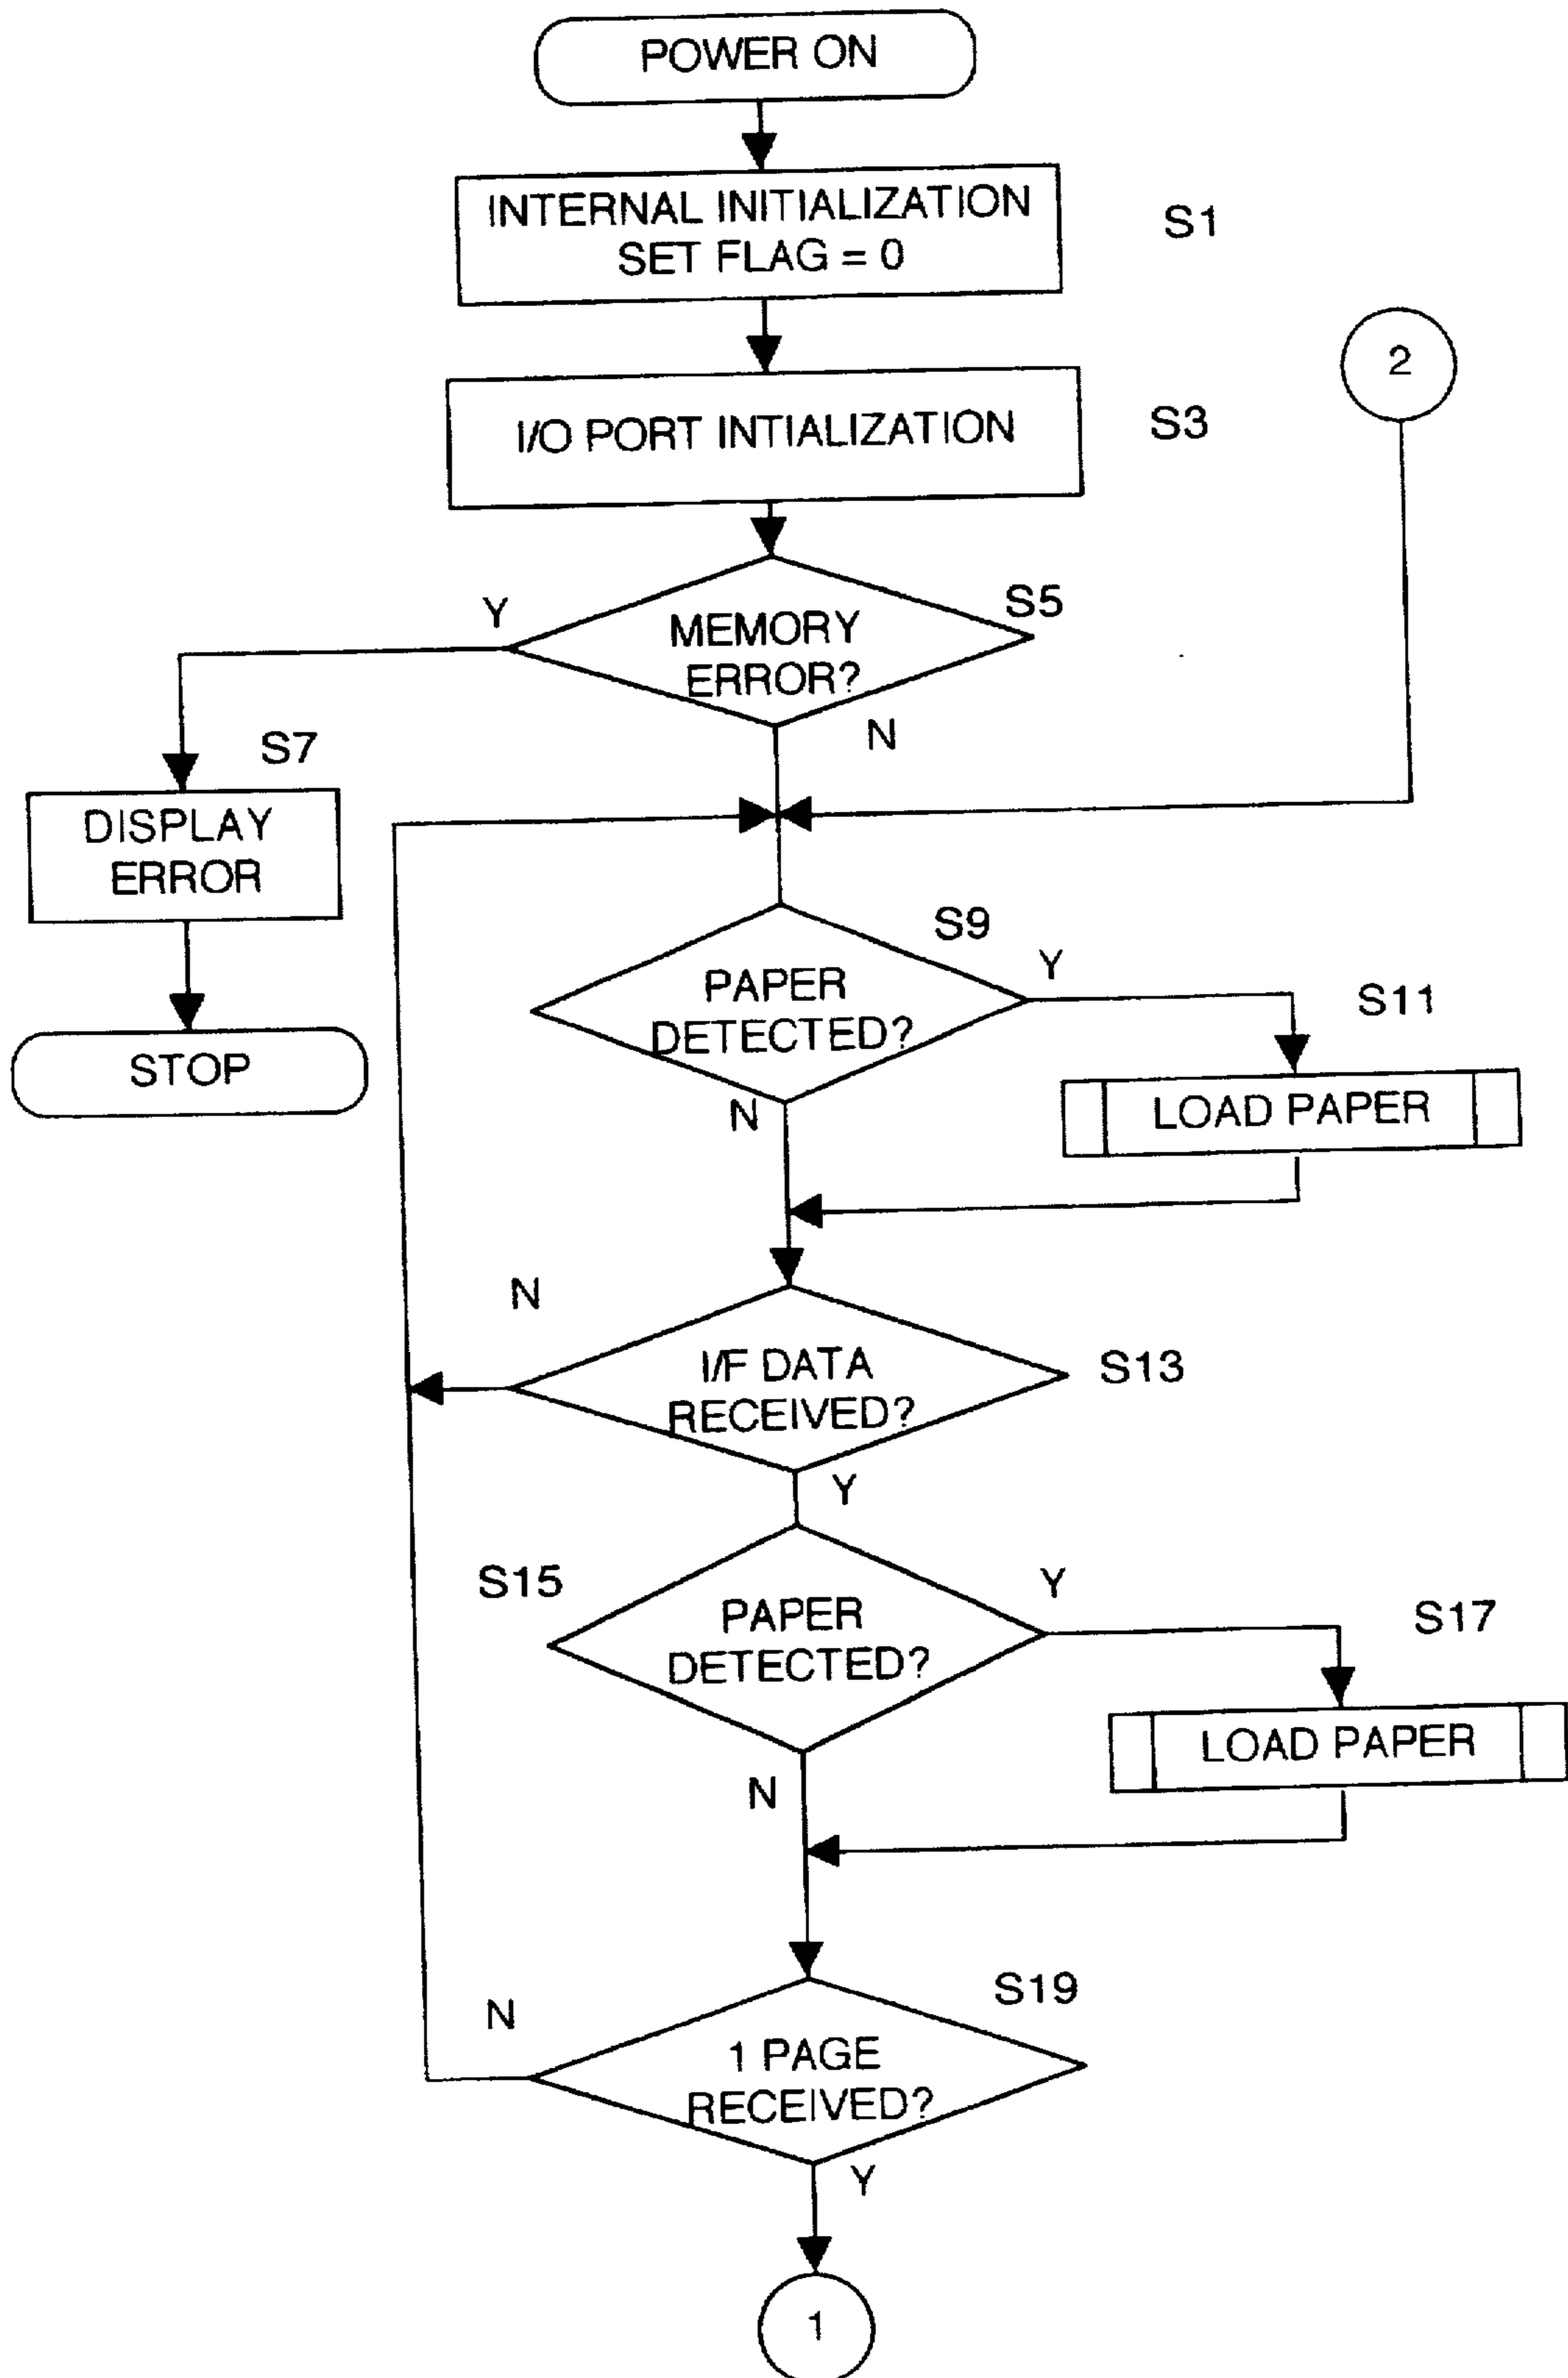 POWER ON
INTERNAL INITIALIZATION
SET FLAG = 0
S1
2
I/O PORT INTIALIZATION
S3
Y
MEMORY
ERROR?
S5
N
S7
DISPLAY
ERROR
STOP
S9
PAPER
DETECTED?
Y
S11
LOAD PAPER
N
N
I/F DATA
RECEIVED?
S13
Y
S15
PAPER
DETECTED?
Y
S17
LOAD PAPER
N
S19
N
1 PAGE
RECEIVED?
Y
1